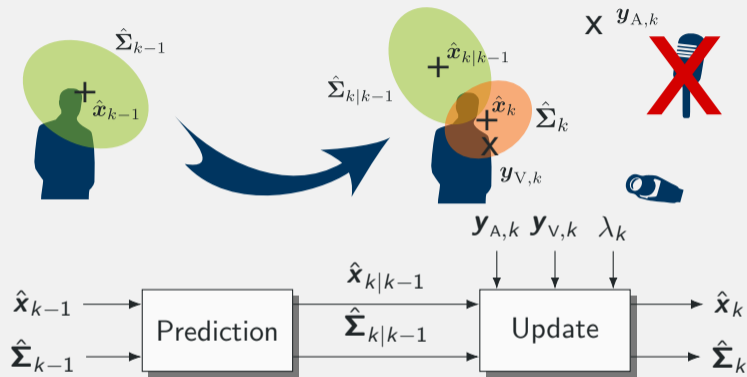 y_{A,k}
Σ̂_{k−1}
x̂_{k|k−1}
x̂_{k−1}
Σ̂_{k|k−1}
x̂_k
Σ̂_k
y_{V,k}
y_{A,k} y_{V,k} λ_k
x̂_{k−1} x̂_{k|k−1} x̂_k
Prediction Update
Σ̂_{k−1} Σ̂_{k|k−1} Σ̂_k